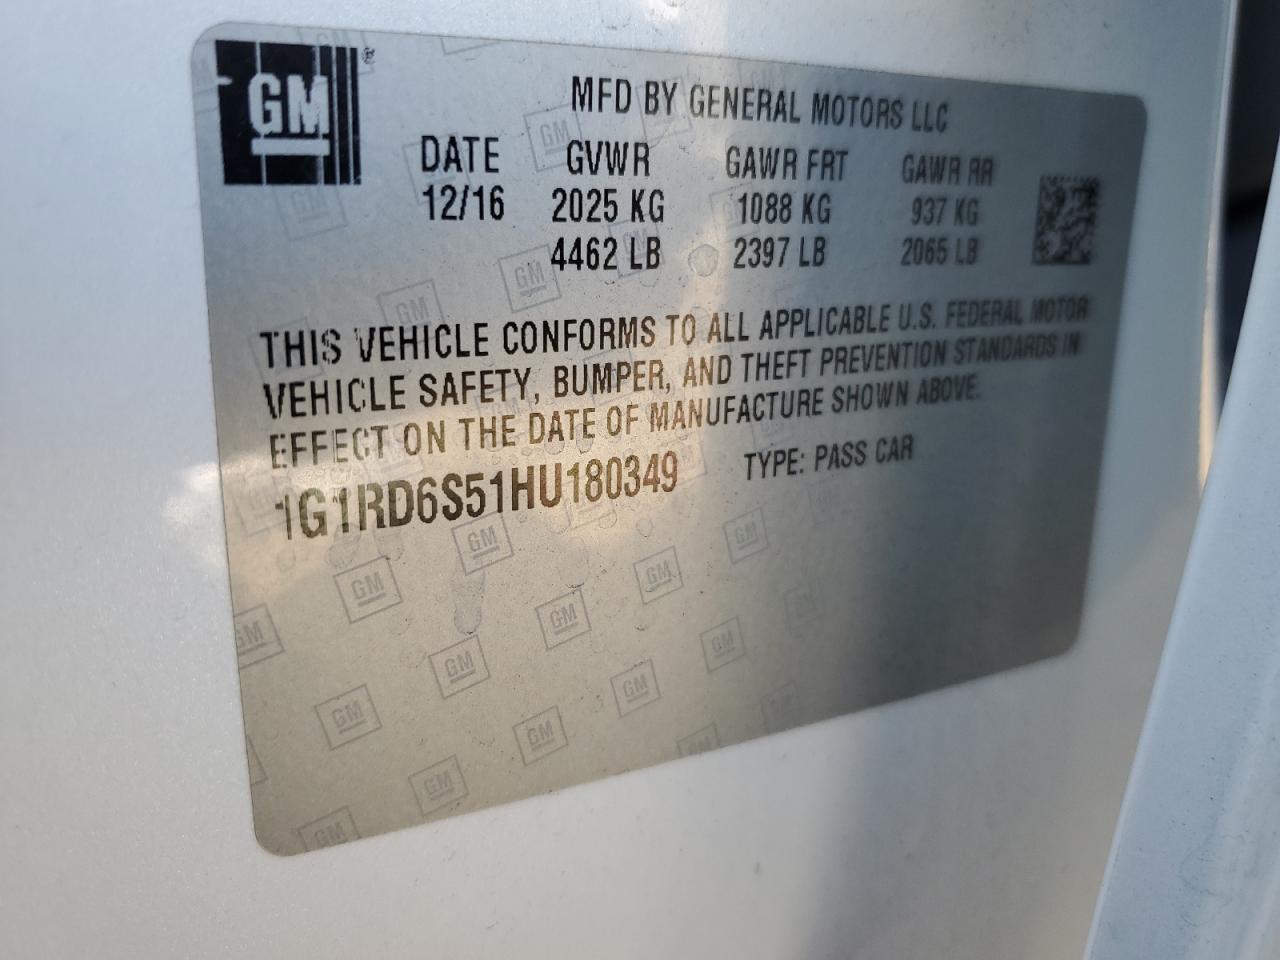 GM ®
MFD BY GENERAL MOTORS LLC
DATE GVWR GAWR FRT GAWR RR
12/16 2025 KG 1088 KG 937 KG
4462 LB 2397 LB 2065 LB
THIS VEHICLE CONFORMS TO ALL APPLICABLE U.S. FEDERAL MOTOR
VEHICLE SAFETY, BUMPER, AND THEFT PREVENTION STANDARDS IN
EFFECT ON THE DATE OF MANUFACTURE SHOWN ABOVE.
1G1RD6S51HU180349 TYPE: PASS CAR